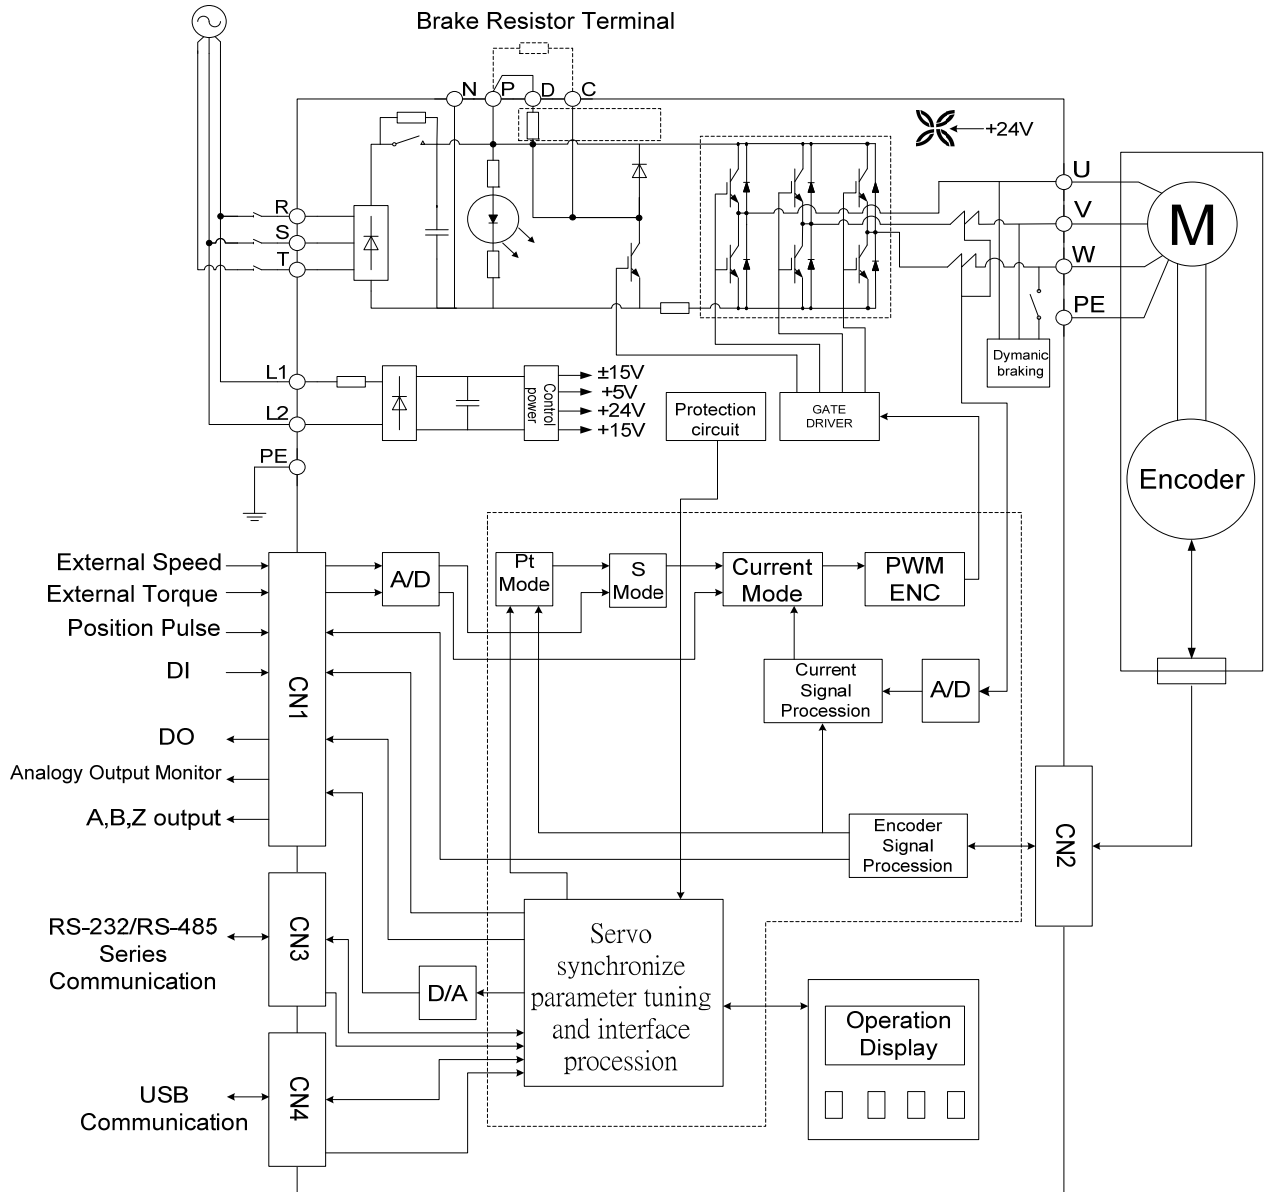 Brake Resistor Terminal
N
P
D
C
+24V
R
S
T
U
V
W
PE
M
Dymanic
braking
L1
L2
PE
Control
power
±15V
+5V
+24V
+15V
Protection
circuit
GATE
DRIVER
Encoder
External Speed
External Torque
Position Pulse
DI
DO
Analogy Output Monitor
A,B,Z output
CN1
A/D
Pt
Mode
S
Mode
Current
Mode
PWM
ENC
Current
Signal
Procession
A/D
Encoder
Signal
Procession
CN2
RS-232/RS-485
Series
Communication
CN3
D/A
Servo
synchronize
parameter tuning
and interface
procession
Operation
Display
USB
Communication
CN4